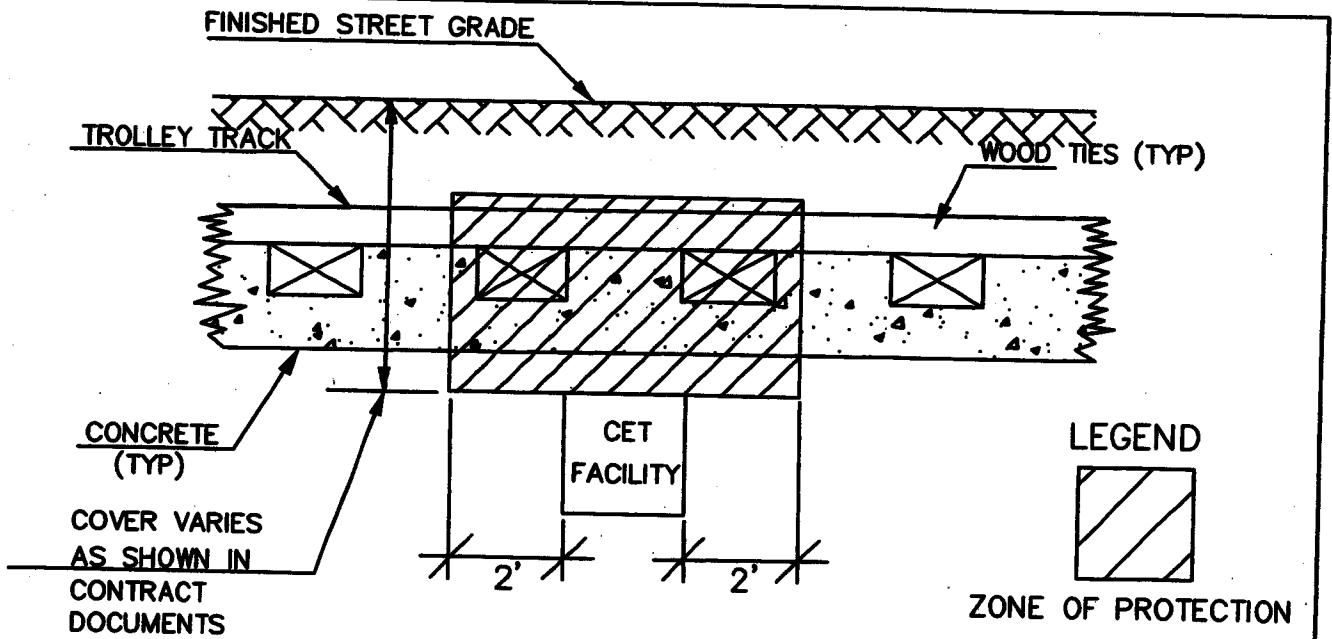 FINISHED STREET GRADE
TROLLEY TRACK
WOOD TIES (TYP)
CONCRETE
(TYP)
CET
FACILITY
LEGEND
COVER VARIES
AS SHOWN IN
CONTRACT
DOCUMENTS
2'
2'
ZONE OF PROTECTION